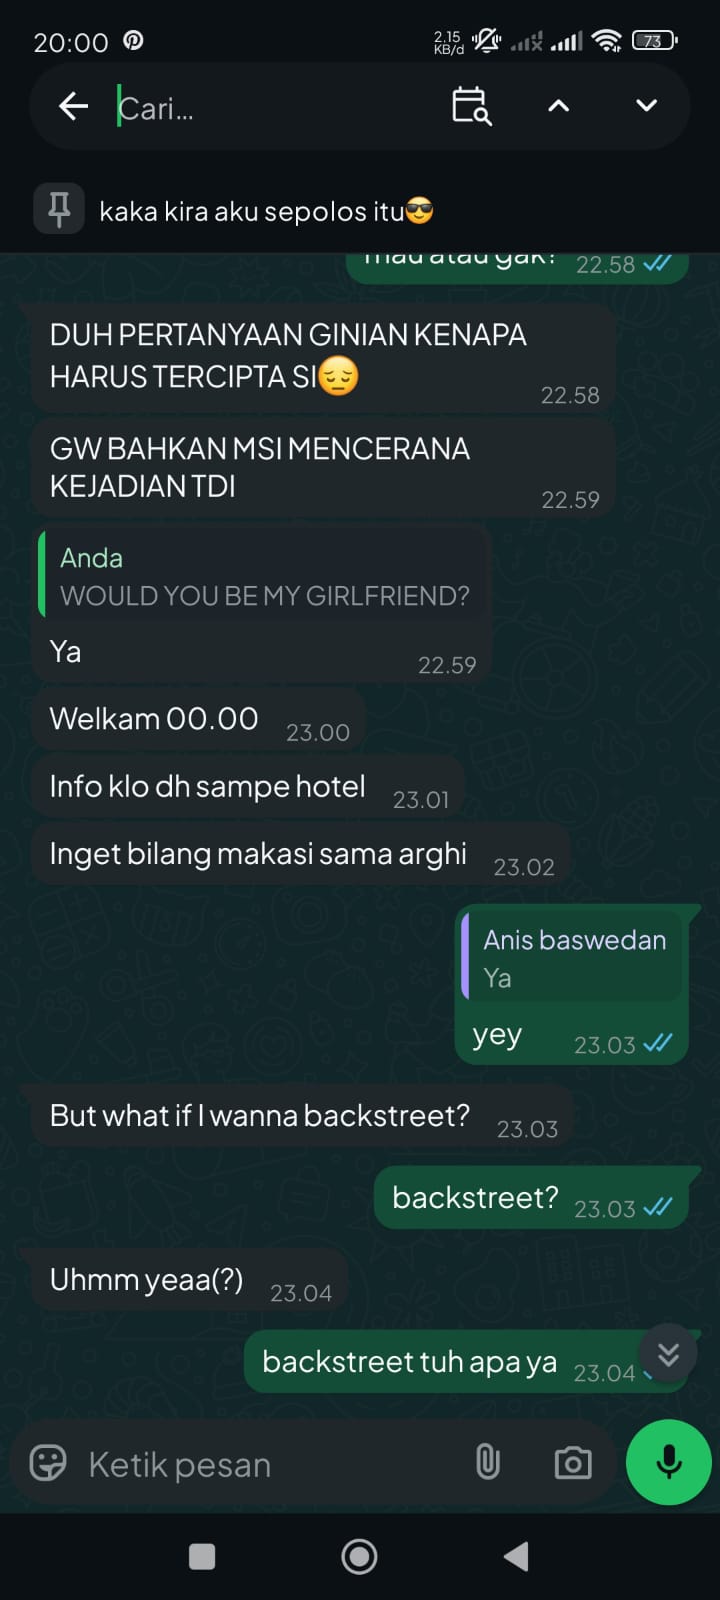 20:00
2.15
KB/d
73
Cari...
kaka kira aku sepolos itu😎
mau atau gak? 22.58
DUH PERTANYAAN GINIAN KENAPA
HARUS TERCIPTA SI😔
22.58
GW BAHKAN MSI MENCERANA
KEJADIAN TDI
22.59
Anda
WOULD YOU BE MY GIRLFRIEND?
Ya
22.59
Welkam 00.00 23.00
Info klo dh sampe hotel 23.01
Inget bilang makasi sama arghi 23.02
Anis baswedan
Ya
yey 23.03
But what if I wanna backstreet? 23.03
backstreet? 23.03
Uhmm yeaa(?) 23.04
backstreet tuh apa ya 23.04
Ketik pesan